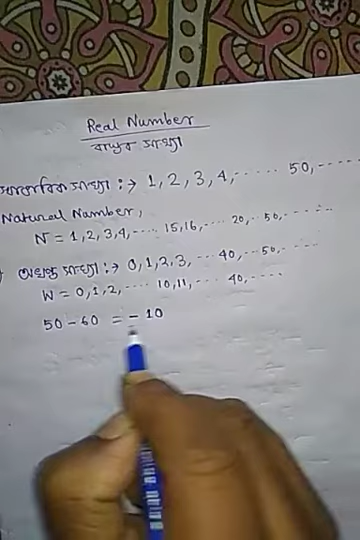 Real Number
বাস্তব সংখ্যা
স্বাভাবিক সংখ্যা :→ 1, 2, 3, 4, ..... 50, .....
Natural Number,
N = 1, 2, 3, 4, .... 15, 16, .... 20, .. 50, ......
অখণ্ড সংখ্যা :→ 0, 1, 2, 3, ... 40, ... 50, .....
W = 0, 1, 2, .... 10, 11, ... 40, .....
50 - 60 = - 10